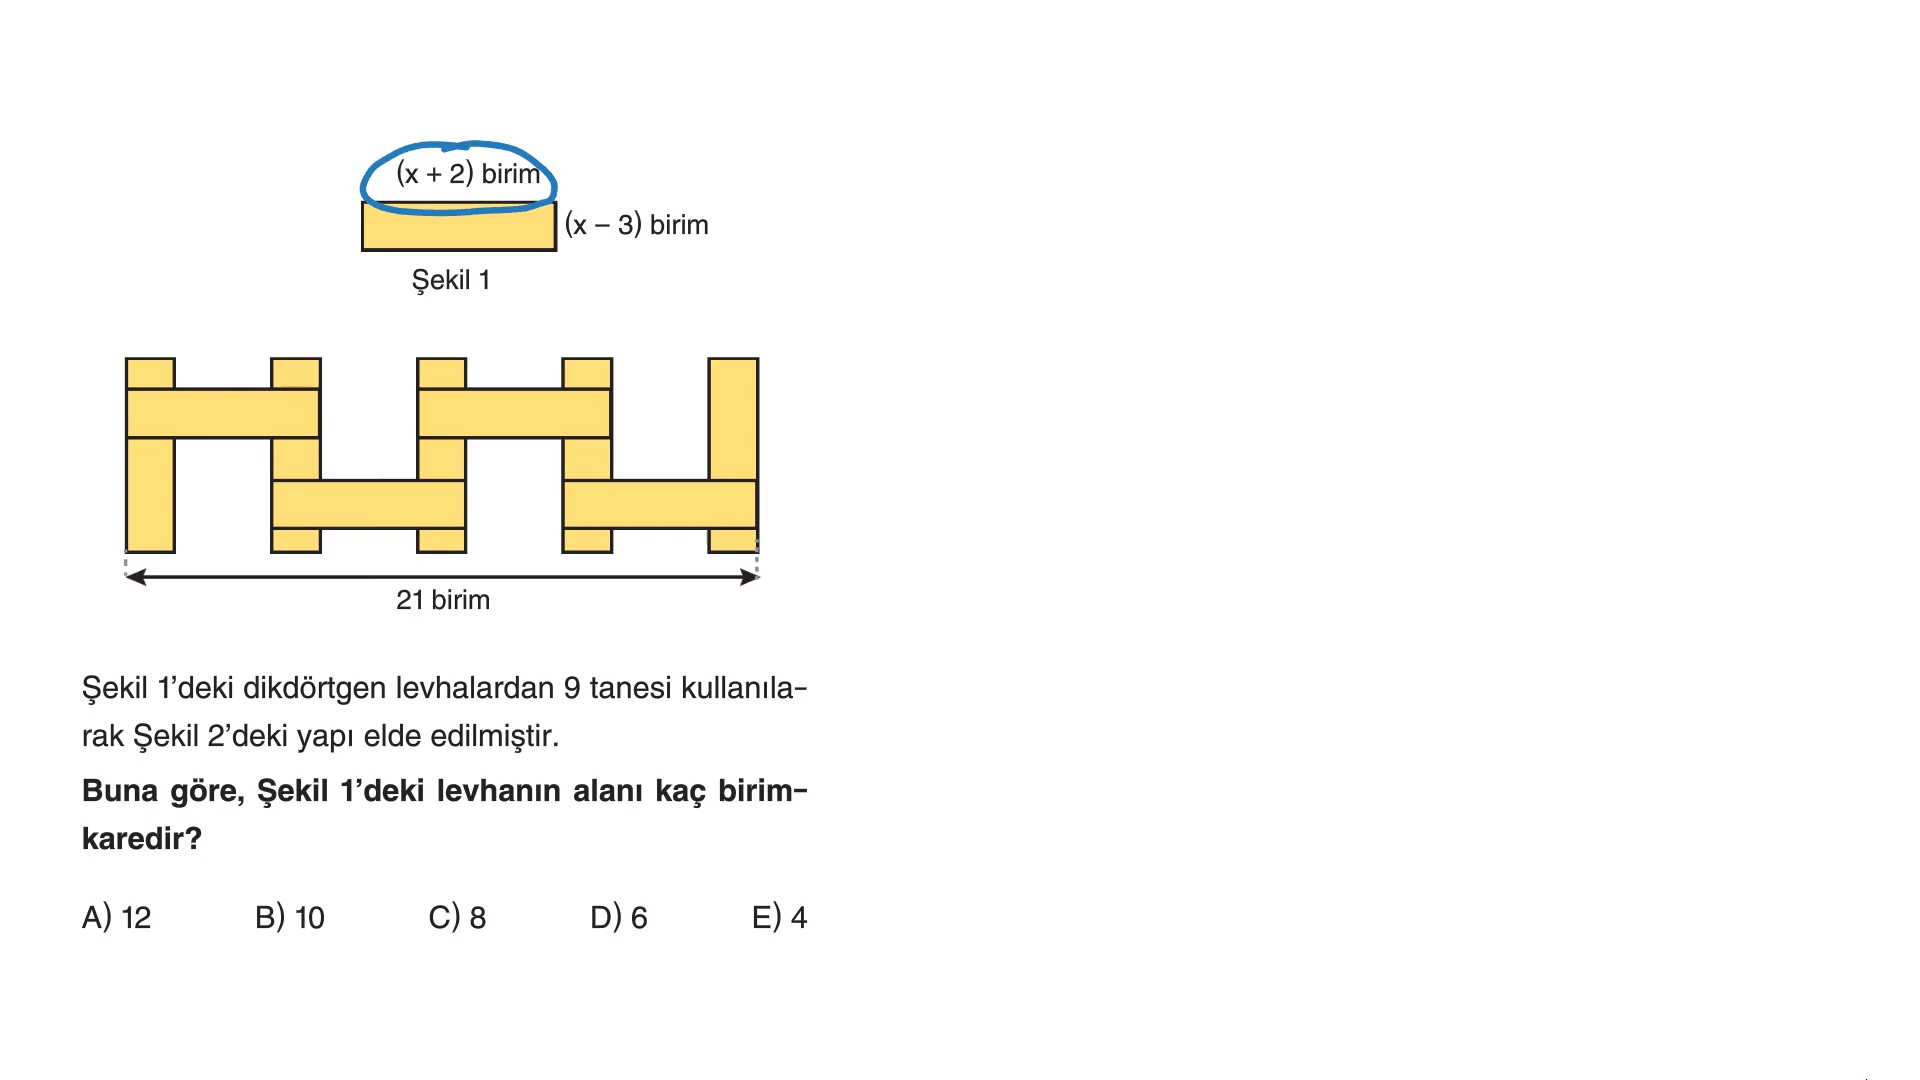 (x + 2) birim
(x – 3) birim
Şekil 1
21 birim
Şekil 1’deki dikdörtgen levhalardan 9 tanesi kullanıla-
rak Şekil 2’deki yapı elde edilmiştir.
Buna göre, Şekil 1’deki levhanın alanı kaç birim-
karedir?
A) 12 B) 10 C) 8 D) 6 E) 4